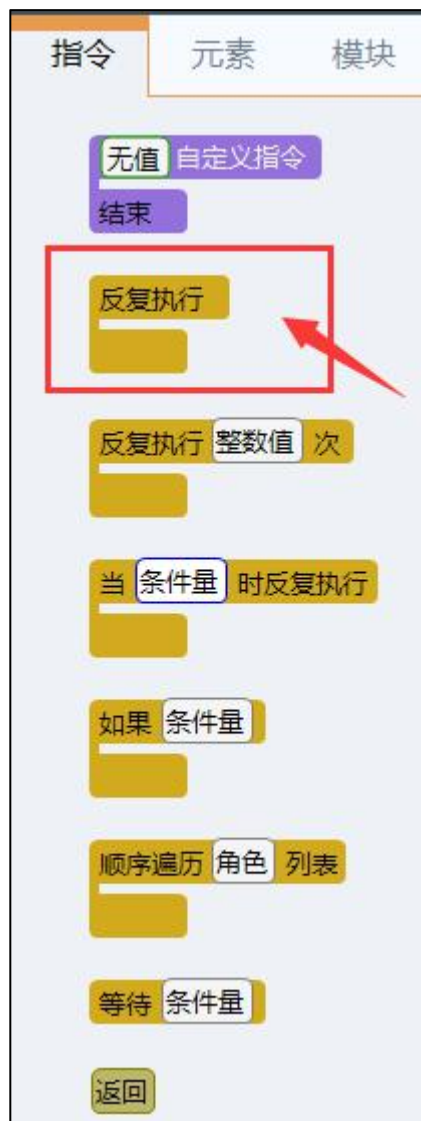 指令 元素 模块
无值 自定义指令
结束
反复执行
反复执行 整数值 次
当 条件量 时反复执行
如果 条件量
顺序遍历 角色 列表
等待 条件量
返回